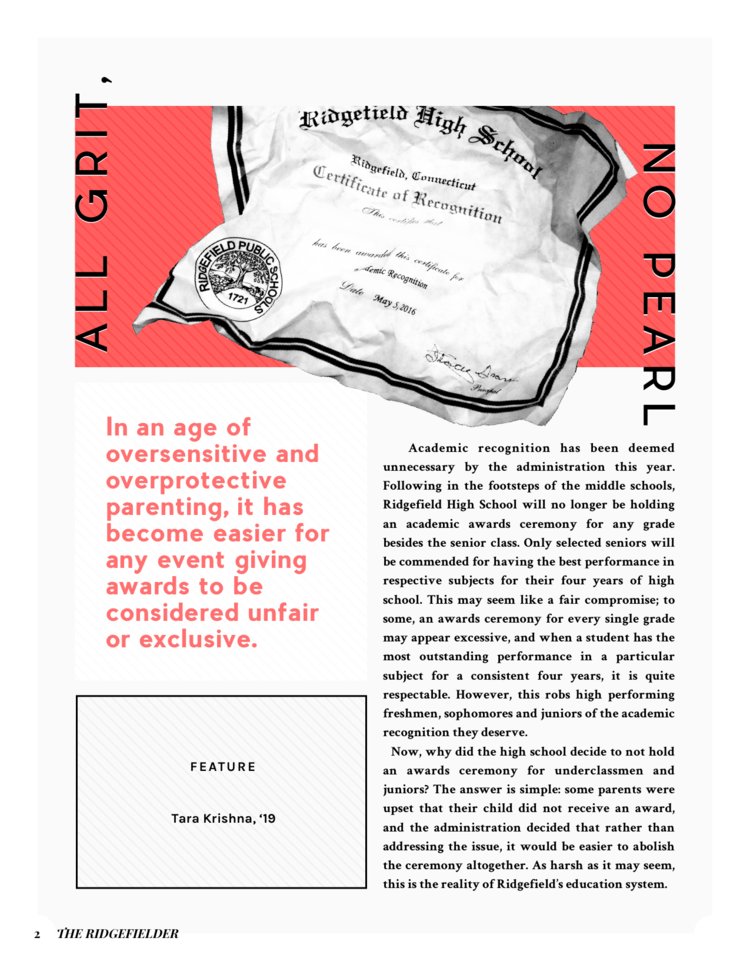 ALL GRIT,
NO PEARL
Ridgefield High School
Ridgefield, Connecticut
Certificate of Recognition
This certifies that
has been awarded this certificate for
demic Recognition
Date May 5, 2016
Principal
RIDGEFIELD PUBLIC SCHOOLS
1721
In an age of
oversensitive and
overprotective
parenting, it has
become easier for
any event giving
awards to be
considered unfair
or exclusive.
FEATURE
Tara Krishna, ‘19
Academic recognition has been deemed
unnecessary by the administration this year.
Following in the footsteps of the middle schools,
Ridgefield High School will no longer be holding
an academic awards ceremony for any grade
besides the senior class. Only selected seniors will
be commended for having the best performance in
respective subjects for their four years of high
school. This may seem like a fair compromise; to
some, an awards ceremony for every single grade
may appear excessive, and when a student has the
most outstanding performance in a particular
subject for a consistent four years, it is quite
respectable. However, this robs high performing
freshmen, sophomores and juniors of the academic
recognition they deserve.
Now, why did the high school decide to not hold
an awards ceremony for underclassmen and
juniors? The answer is simple: some parents were
upset that their child did not receive an award,
and the administration decided that rather than
addressing the issue, it would be easier to abolish
the ceremony altogether. As harsh as it may seem,
this is the reality of Ridgefield’s education system.
2 THE RIDGEFIELDER